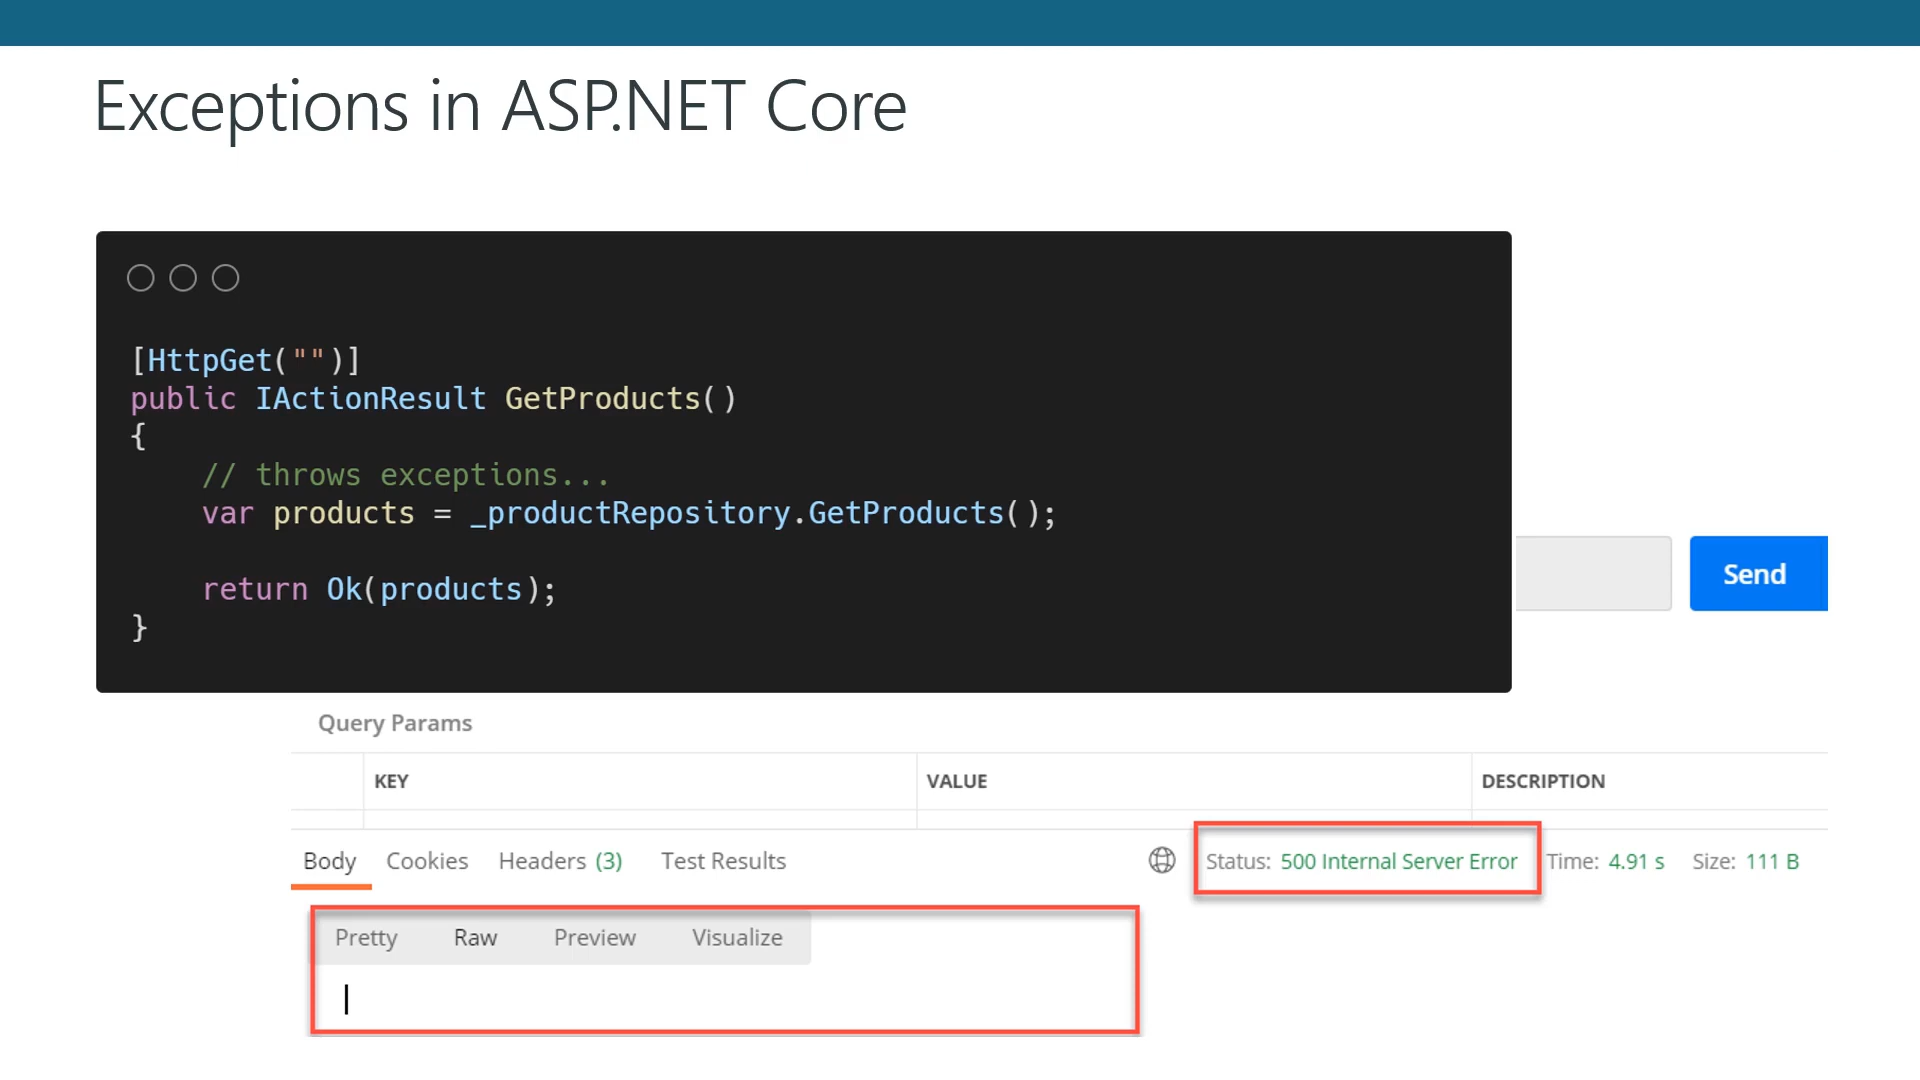 Exceptions in ASP.NET Core
[HttpGet("")]
public IActionResult GetProducts()
{
    // throws exceptions...
    var products = _productRepository.GetProducts();
    return Ok(products);
}
Send
Query Params
KEY VALUE DESCRIPTION
Body Cookies Headers (3) Test Results Status: 500 Internal Server Error Time: 4.91 s Size: 111 B
Pretty Raw Preview Visualize